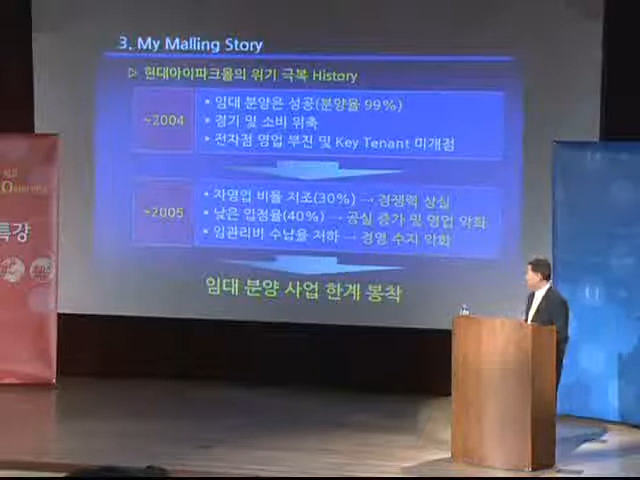 3. My Malling Story
▷ 현대아이파크몰의 위기 극복 History
~2004
• 임대 분양은 성공(분양율 99%)
• 경기 및 소비 위축
• 전자점 영업 부진 및 Key Tenant 미개점
~2005
• 자영업 비율 저조(30%) → 경쟁력 상실
• 낮은 입점율(40%) → 공실 증가 및 영업 악화
• 임관리비 수납율 저하 → 경영 수지 악화
임대 분양 사업 한계 봉착
특강